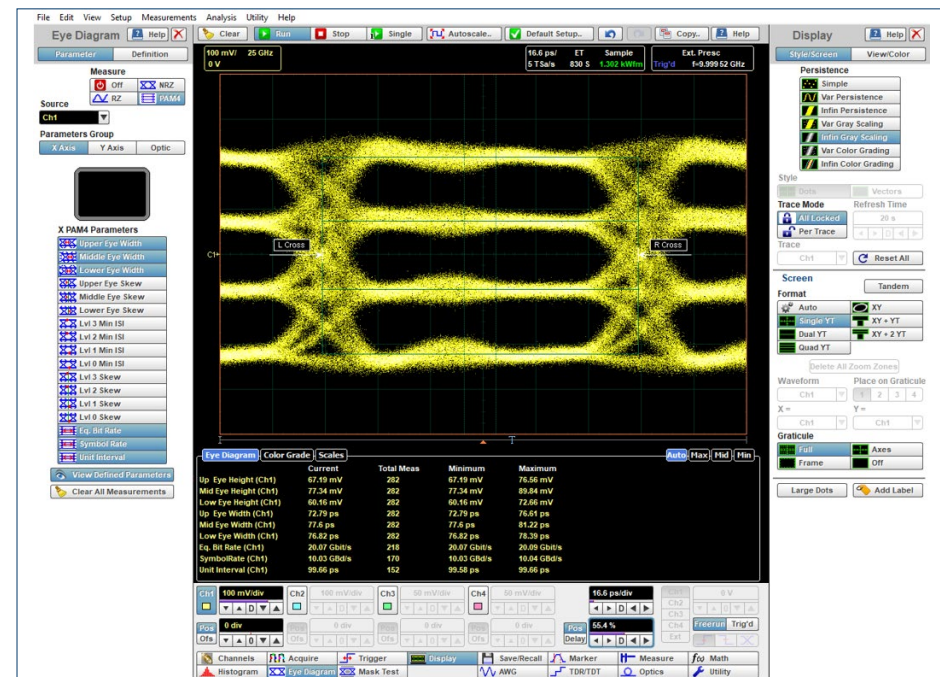 File Edit View Setup Measurements Analysis Utility Help
Eye Diagram Help
Parameter Definition
Measure
Off NRZ
RZ PAM4
Source
Ch1
Parameters Group
X Axis Y Axis Optic
X PAM4 Parameters
Upper Eye Width
Middle Eye Width
Lower Eye Width
Upper Eye Skew
Middle Eye Skew
Lower Eye Skew
Lvl 3 Min ISI
Lvl 2 Min ISI
Lvl 1 Min ISI
Lvl 0 Min ISI
Lvl 3 Skew
Lvl 2 Skew
Lvl 1 Skew
Lvl 0 Skew
Eq. Bit Rate
Symbol Rate
Unit Interval
View Defined Parameters
Clear All Measurements
Clear Run Stop Single Autoscale.. Default Setup.. Copy.. Help
100 mV/ 25 GHz
0 V
16.6 ps/ ET Sample
5 TSa/s 830 S 1.302 kWfm
Ext. Presc
Trig'd f=9.999 52 GHz
L Cross
R Cross
C1+
T
Eye Diagram Color Grade Scales Auto Max Mid Min
Current Total Meas Minimum Maximum
Up Eye Height (Ch1) 67.19 mV 282 67.19 mV 76.56 mV
Mid Eye Height (Ch1) 77.34 mV 282 77.34 mV 89.84 mV
Low Eye Height (Ch1) 60.16 mV 282 60.16 mV 72.66 mV
Up Eye Width (Ch1) 72.79 ps 282 72.79 ps 76.61 ps
Mid Eye Width (Ch1) 77.6 ps 282 77.6 ps 81.22 ps
Low Eye Width (Ch1) 76.82 ps 282 76.82 ps 78.39 ps
Eq. Bit Rate (Ch1) 20.07 Gbit/s 218 20.07 Gbit/s 20.09 Gbit/s
SymbolRate (Ch1) 10.03 GBd/s 170 10.03 GBd/s 10.04 GBd/s
Unit Interval (Ch1) 99.66 ps 152 99.58 ps 99.66 ps
Ch1 100 mV/div Ch2 100 mV/div Ch3 50 mV/div Ch4 50 mV/div 16.6 ps/div Ch1 0 V
D D D D D Ch2 0
Ch3
Pos 0 div Pos 0 div Pos 0 div Pos 0 div Pos 55.4 % Ch4 Freerun Trig'd
Ofs 0 Ofs 0 Ofs 0 Ofs 0 Delay D Ext
Channels Acquire Trigger Display Save/Recall Marker Measure f(x) Math
Histogram Eye Diagram Mask Test AWG TDR/TDT Optics Utility
Display Help
Style/Screen View/Color
Persistence
Simple
Var Persistence
Infin Persistence
Var Gray Scaling
Infin Gray Scaling
Var Color Grading
Infin Color Grading
Style
Dots Vectors
Trace Mode Refresh Time
All Locked 20 s
Per Trace D
Trace
Ch1 Reset All
Screen
Tandem
Format
Auto XY
Single YT XY + YT
Dual YT XY + 2 YT
Quad YT
Delete All Zoom Zones
Waveform Place on Graticule
Ch1 1 2 3 4
X = Y =
Ch1 Ch1
Graticule
Full Axes
Frame Off
Large Dots Add Label